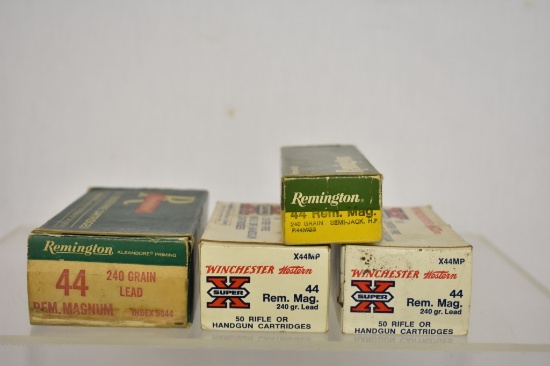 Remington
44 Rem. Mag.
240 GRAIN SEMI-JACK. H.P.
R44MG3
Remington KLEANBORE PRIMING
44 240 GRAIN
LEAD
REM. MAGNUM INDEX 5044
X44MP
WINCHESTER Western
X SUPER
44
Rem. Mag.
240 gr. Lead
50 RIFLE OR
HANDGUN CARTRIDGES
X44MP
WINCHESTER Western
X SUPER
44
Rem. Mag.
240 gr. Lead
50 RIFLE OR
HANDGUN CARTRIDGES